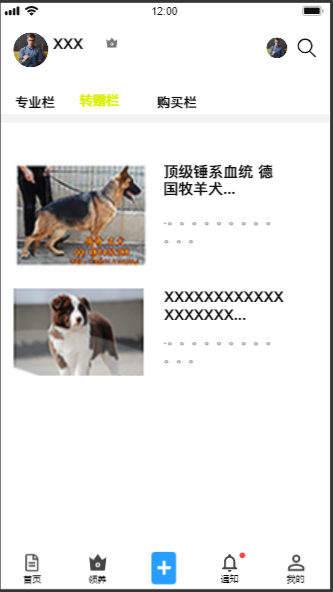 12:00
XXX
专业栏 转赠栏 购买栏
顶级锤系血统 德
国牧羊犬...
-。。。。。。。。。
。。。
XXXXXXXXXXXX
XXXXXXX...
-。。。。。。。。。
。。。
首页 领养 通知 我的